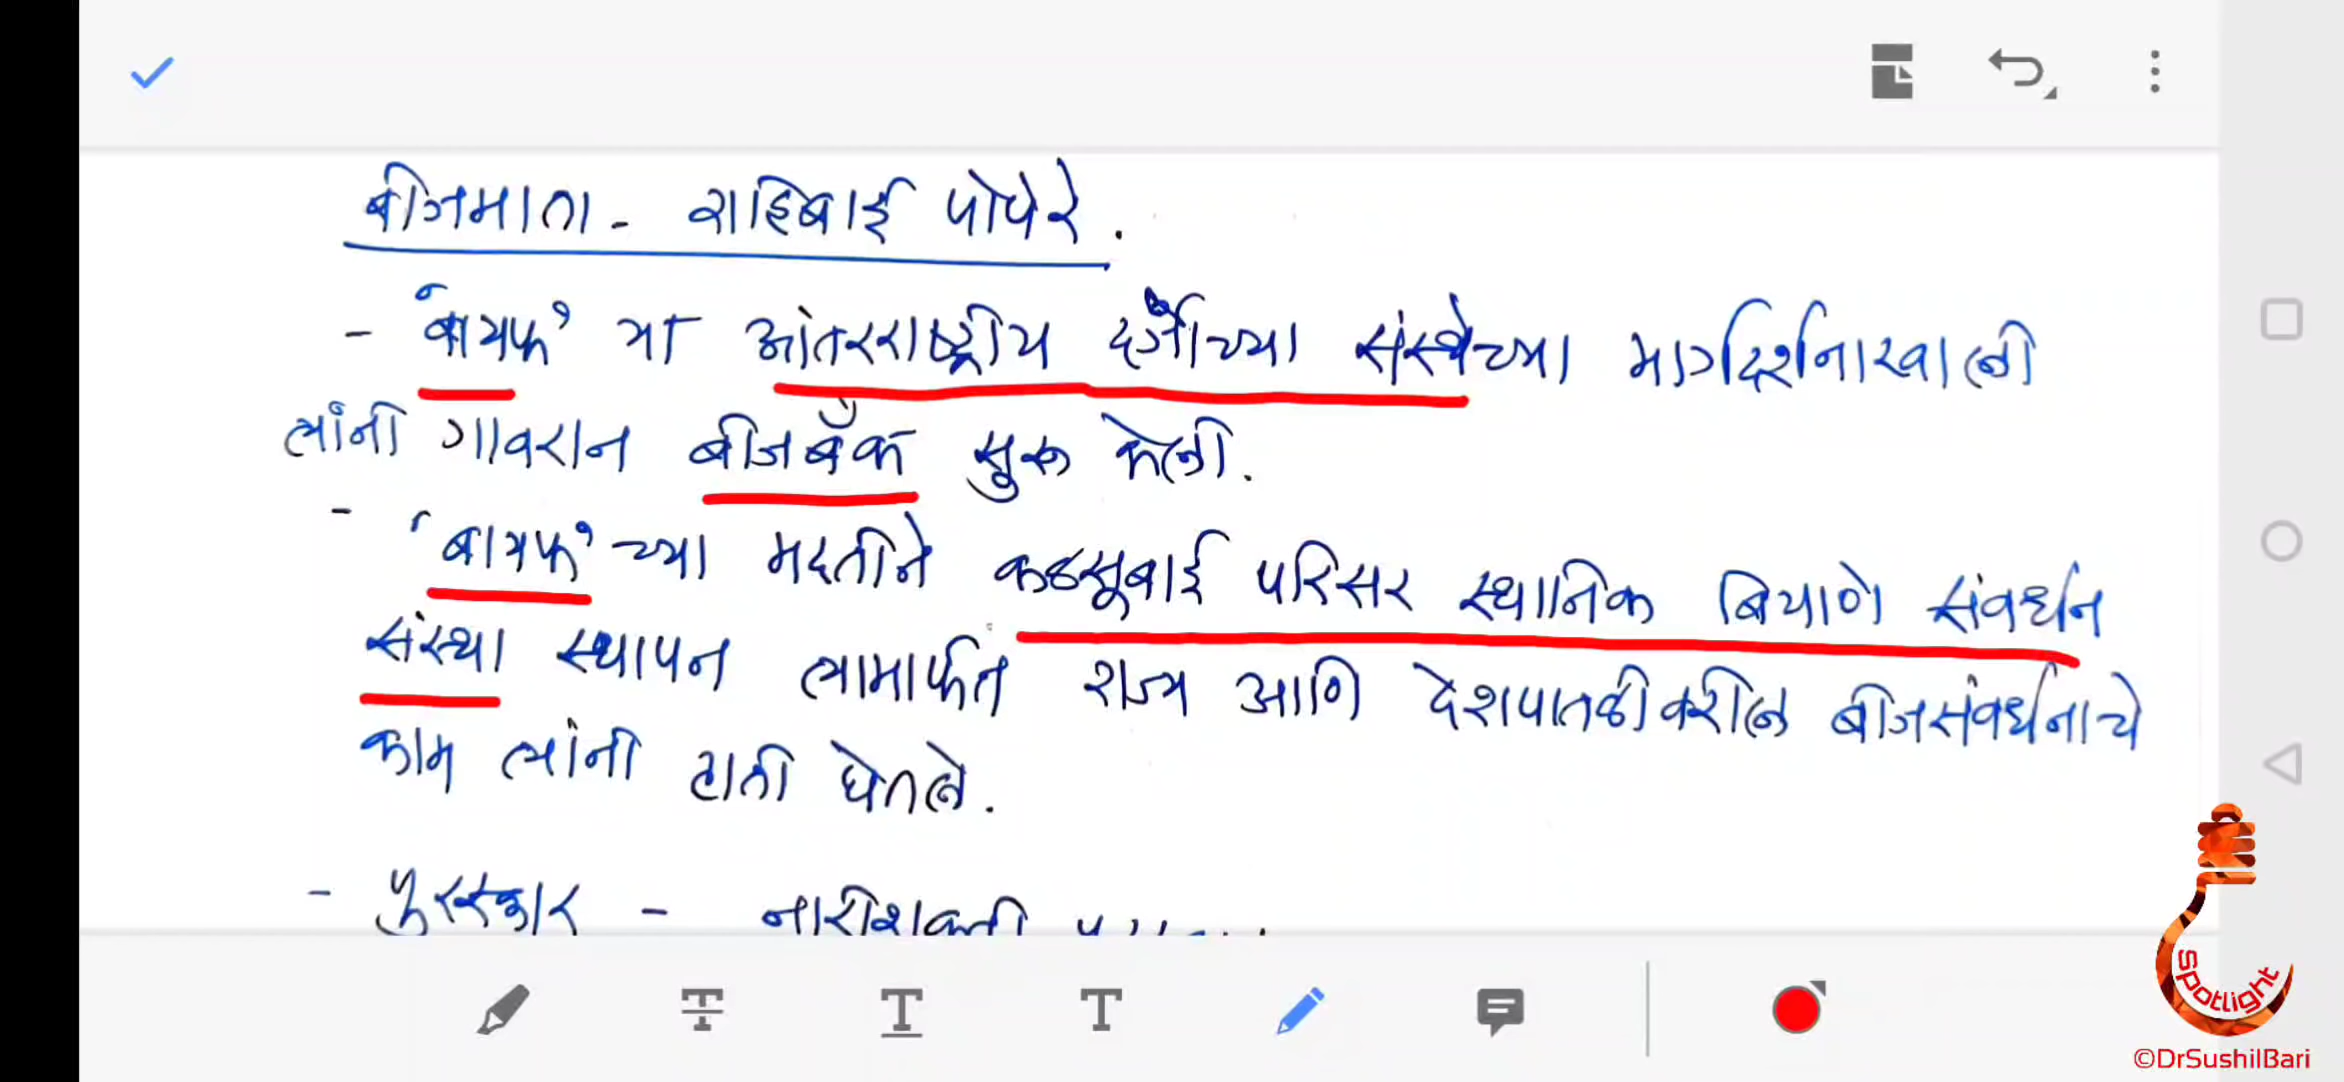 बीजमाता - राहिबाई पोपेरे.
- 'बायफ' या आंतरराष्ट्रीय दर्जाच्या संस्थेच्या मार्गदर्शनाखाली
त्यांनी गावरान बीजबँक सुरू केली.
- 'बायफ' च्या मदतीने कळसूबाई परिसर स्थानिक बियाणे संवर्धन
संस्था स्थापन त्यामार्फत राज्य आणि देशपातळीवरील बीजसंवर्धनाचे
काम त्यांनी हाती घेतले.
- पुरस्कार - नारीशक्ती
Spotlight
©DrSushilBari